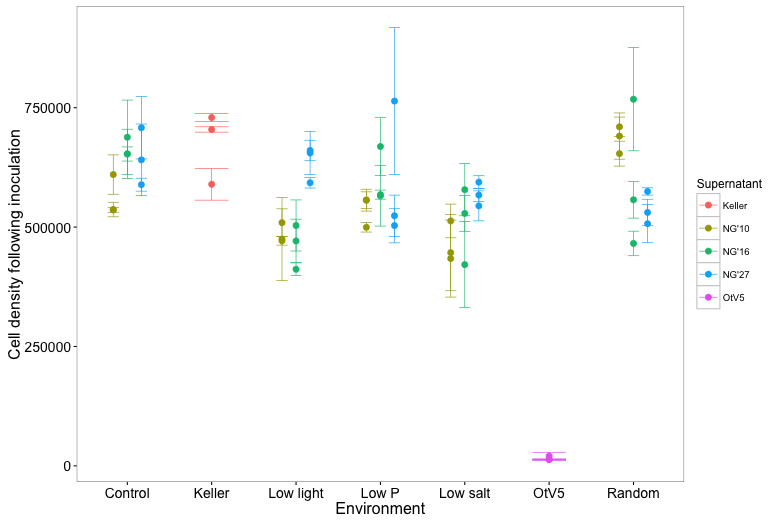 Cell density following inoculation
750000
500000
250000
0
Control Keller Low light Low P Low salt OtV5 Random
Environment
Supernatant
Keller
NG'10
NG'16
NG'27
OtV5